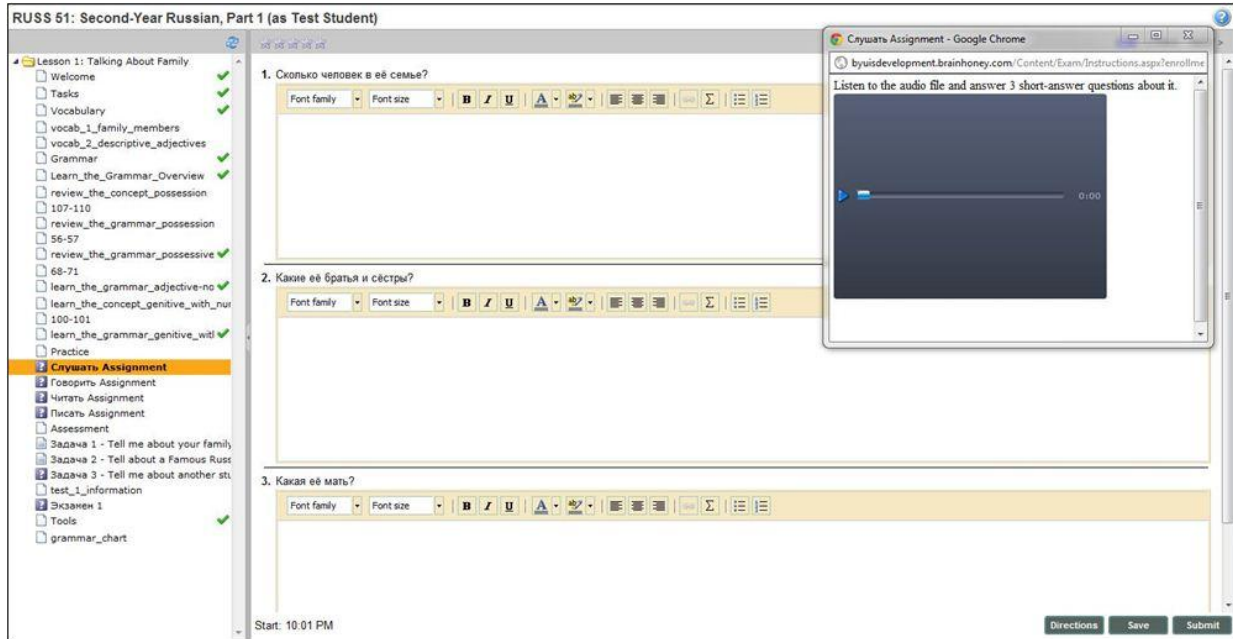 RUSS 51: Second-Year Russian, Part 1 (as Test Student)
Lesson 1: Talking About Family
Welcome
Tasks
Vocabulary
vocab_1_family_members
vocab_2_descriptive_adjectives
Grammar
Learn_the_Grammar_Overview
review_the_concept_possession
107-110
review_the_grammar_possession
56-57
review_the_grammar_possessive
68-71
learn_the_grammar_adjective-no
learn_the_concept_genitive_with_nur
100-101
learn_the_grammar_genitive_witl
Practice
Слушать Assignment
Говорить Assignment
Читать Assignment
Писать Assignment
Assessment
Задача 1 - Tell me about your family
Задача 2 - Tell about a Famous Russ
Задача 3 - Tell me about another stu
test_1_information
Экзамен 1
Tools
grammar_chart
1. Сколько человек в её семье?
Font family Font size B I U A ab Σ
2. Какие её братья и сёстры?
Font family Font size B I U A ab Σ
3. Какая её мать?
Font family Font size B I U A ab Σ
Start: 10:01 PM
Directions Save Submit
Слушать Assignment - Google Chrome
byuisdevelopment.brainhoney.com/Content/Exam/Instructions.aspx?enrollme
Listen to the audio file and answer 3 short-answer questions about it.
0:00